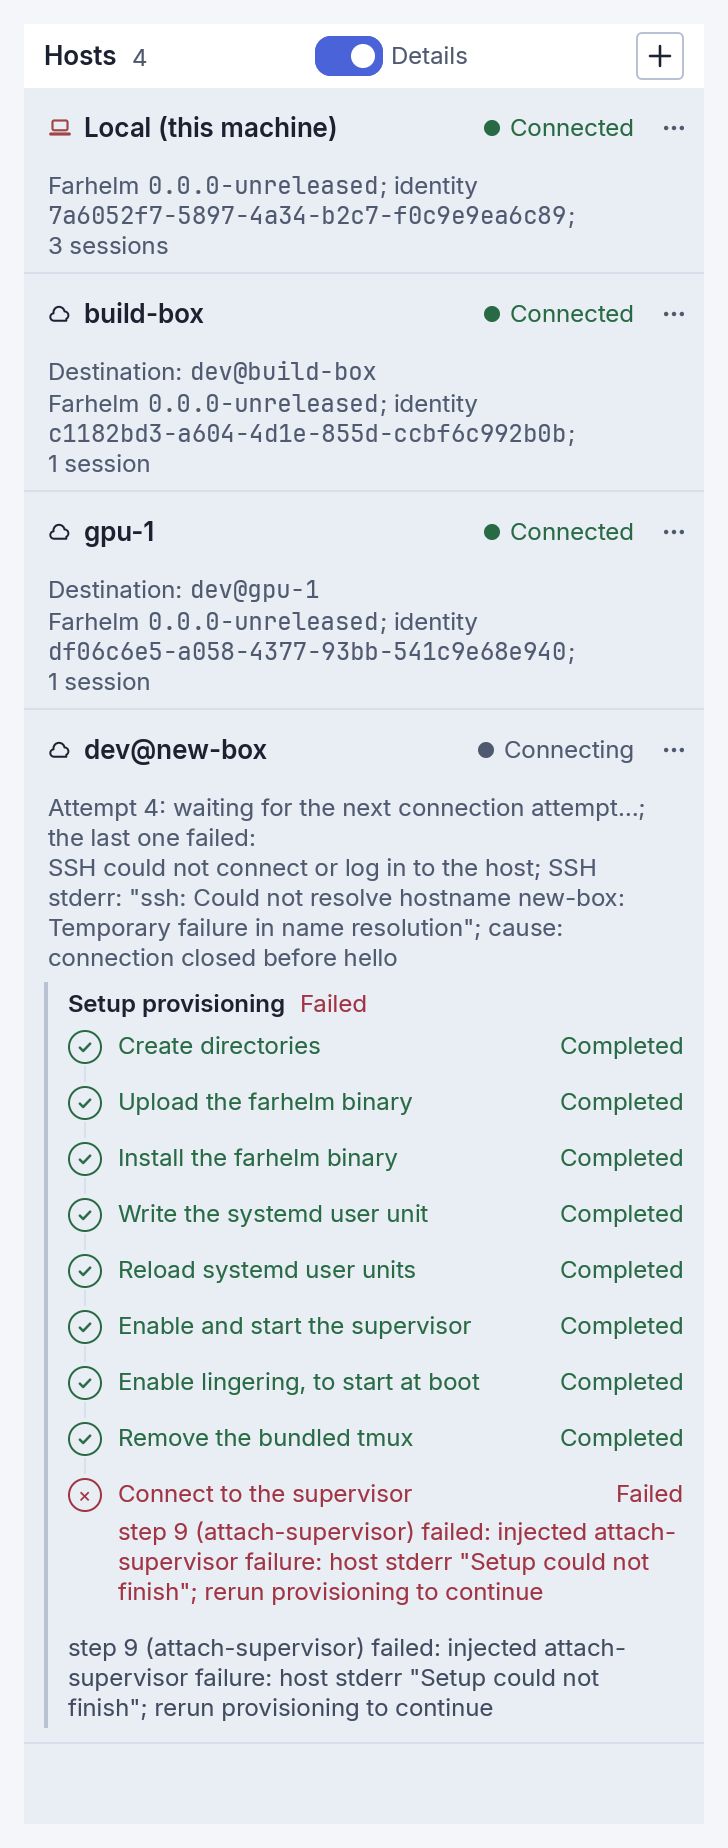 Hosts 4 Details
Local (this machine) Connected
Farhelm 0.0.0-unreleased; identity
7a6052f7-5897-4a34-b2c7-f0c9e9ea6c89;
3 sessions
build-box Connected
Destination: dev@build-box
Farhelm 0.0.0-unreleased; identity
c1182bd3-a604-4d1e-855d-ccbf6c992b0b;
1 session
gpu-1 Connected
Destination: dev@gpu-1
Farhelm 0.0.0-unreleased; identity
df06c6e5-a058-4377-93bb-541c9e68e940;
1 session
dev@new-box Connecting
Attempt 4: waiting for the next connection attempt…;
the last one failed:
SSH could not connect or log in to the host; SSH
stderr: "ssh: Could not resolve hostname new-box:
Temporary failure in name resolution"; cause:
connection closed before hello
Setup provisioning Failed
Create directories Completed
Upload the farhelm binary Completed
Install the farhelm binary Completed
Write the systemd user unit Completed
Reload systemd user units Completed
Enable and start the supervisor Completed
Enable lingering, to start at boot Completed
Remove the bundled tmux Completed
Connect to the supervisor Failed
step 9 (attach-supervisor) failed: injected attach-
supervisor failure: host stderr "Setup could not
finish"; rerun provisioning to continue
step 9 (attach-supervisor) failed: injected attach-
supervisor failure: host stderr "Setup could not
finish"; rerun provisioning to continue